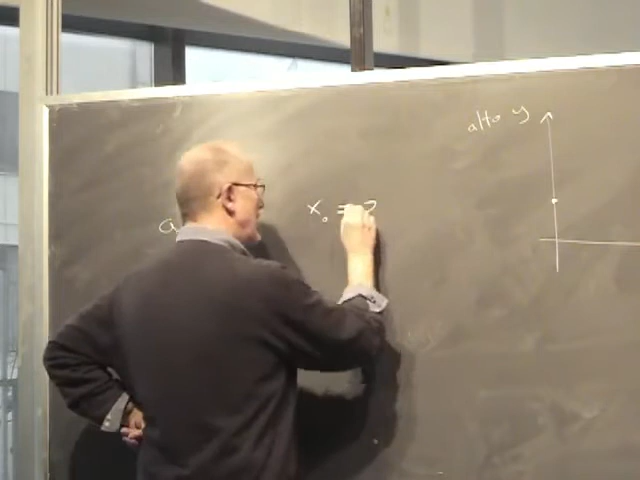 alto y
a
x₀ = ?